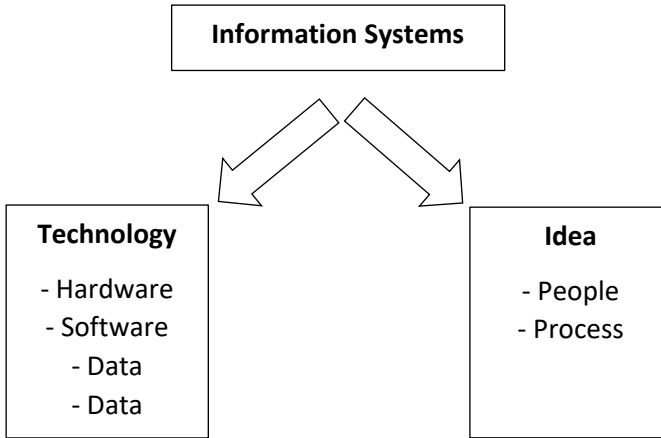 Information Systems
Technology
- Hardware
- Software
- Data
- Data
Idea
- People
- Process